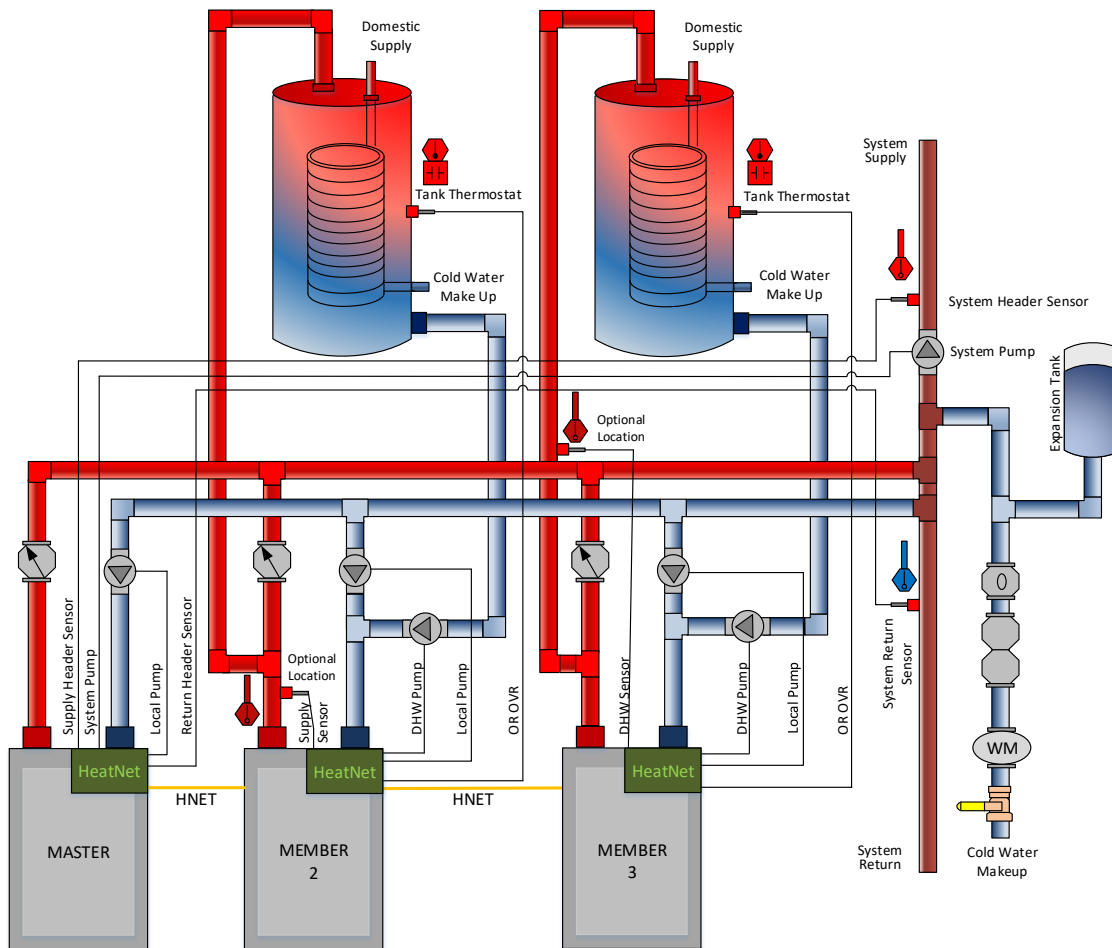 Domestic
Supply
Domestic
Supply
System
Supply
Tank Thermostat
Tank Thermostat
Cold Water
Make Up
Cold Water
Make Up
System Header Sensor
System Pump
Expansion Tank
Optional
Location
Optional
Location
Supply Header Sensor
System Pump
Local Pump
Return Header Sensor
Supply
Sensor
DHW Pump
Local Pump
OR OVR
DHW Sensor
DHW Pump
Local Pump
OR OVR
System Return
Sensor
0
WM
HeatNet
HeatNet
HeatNet
HNET
HNET
MASTER
MEMBER
2
MEMBER
3
System
Return
Cold Water
Makeup